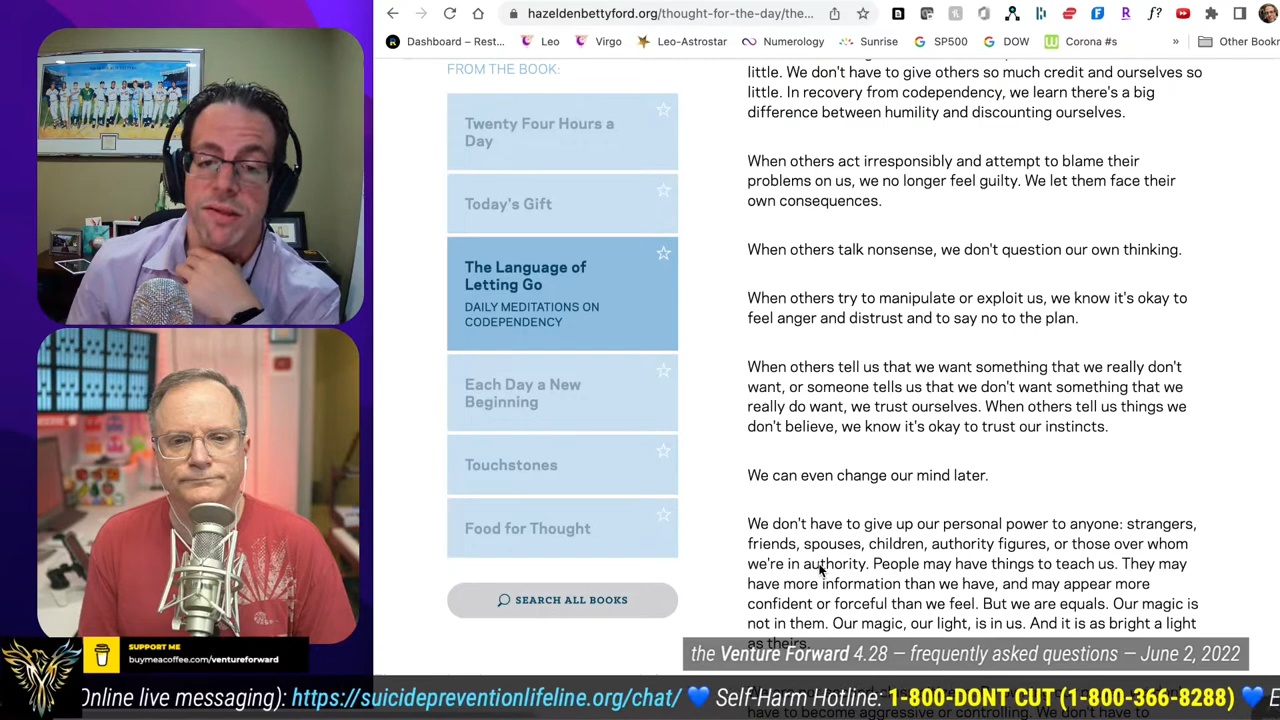 hazeldenbettyford.org/thought-for-the-day/the...
Dashboard – Rest...
Leo
Virgo
Leo-Astrostar
Numerology
Sunrise
SP500
DOW
Corona #s
»
Other Bookm
FROM THE BOOK:
Twenty Four Hours a
Day
Today's Gift
The Language of
Letting Go
DAILY MEDITATIONS ON
CODEPENDENCY
Each Day a New
Beginning
Touchstones
Food for Thought
SEARCH ALL BOOKS
little. We don't have to give others so much credit and ourselves so
little. In recovery from codependency, we learn there's a big
difference between humility and discounting ourselves.
When others act irresponsibly and attempt to blame their
problems on us, we no longer feel guilty. We let them face their
own consequences.
When others talk nonsense, we don't question our own thinking.
When others try to manipulate or exploit us, we know it's okay to
feel anger and distrust and to say no to the plan.
When others tell us that we want something that we really don't
want, or someone tells us that we don't want something that we
really do want, we trust ourselves. When others tell us things we
don't believe, we know it's okay to trust our instincts.
We can even change our mind later.
We don't have to give up our personal power to anyone: strangers,
friends, spouses, children, authority figures, or those over whom
we're in authority. People may have things to teach us. They may
have more information than we have, and may appear more
confident or forceful than we feel. But we are equals. Our magic is
not in them. Our magic, our light, is in us. And it is as bright a light
as theirs.
the Venture Forward 4.28 — frequently asked questions — June 2, 2022
SUPPORT ME
buymeacoffee.com/ventureforward
Online live messaging): https://suicidepreventionlifeline.org/chat/ 💙 Self-Harm Hotline: 1-800-DONT CUT (1-800-366-8288) 💙 E
have to become aggressive or controlling. We don't have to